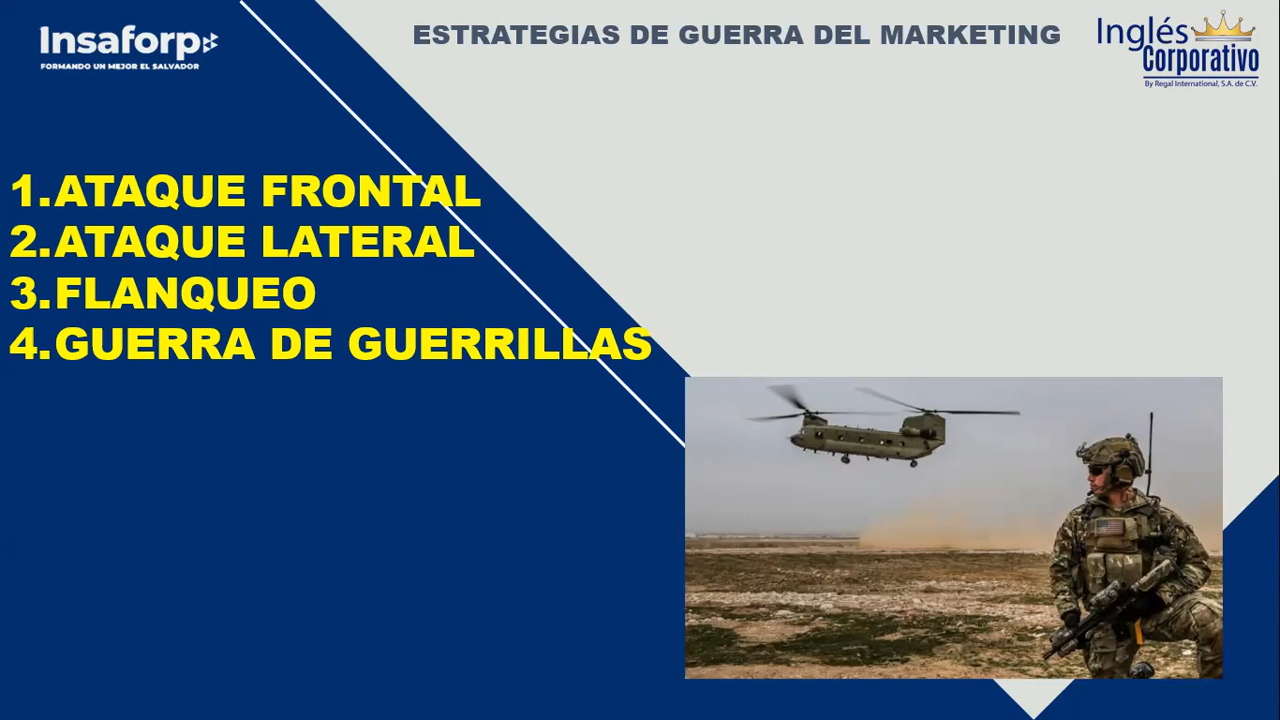 Insaforp
FORMANDO UN MEJOR EL SALVADOR
ESTRATEGIAS DE GUERRA DEL MARKETING
Inglés
Corporativo
By Regal International, S.A. de C.V.
1.ATAQUE FRONTAL
2.ATAQUE LATERAL
3.FLANQUEO
4.GUERRA DE GUERRILLAS